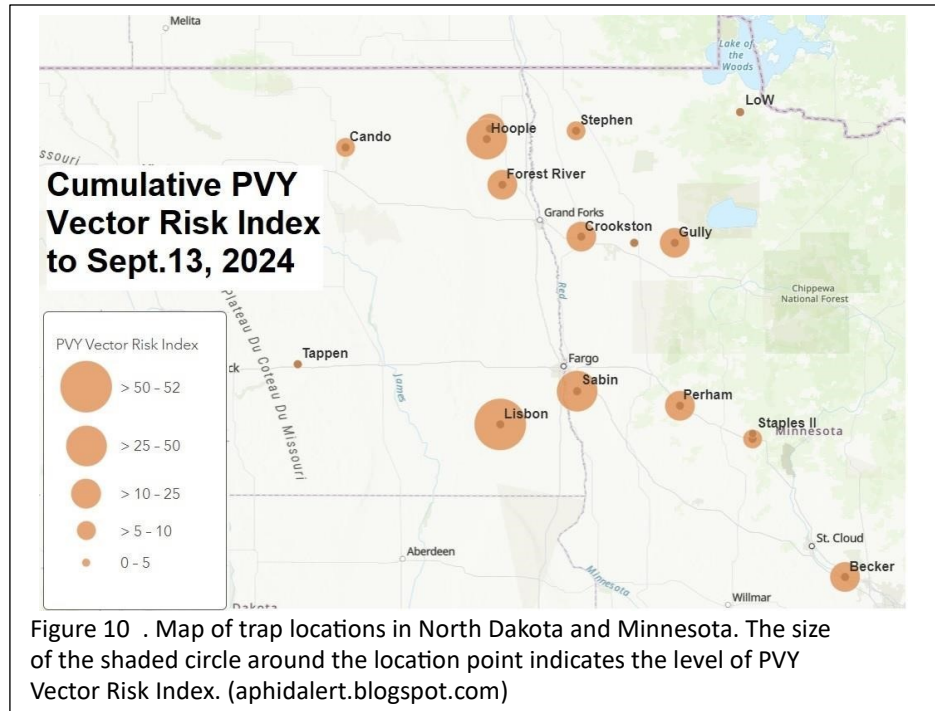 Melita
Lake of
the
Woods
LoW
Stephen
Hoople
Cando
ssouri
Forest River
Cumulative PVY
Vector Risk Index
to Sept.13, 2024
Grand Forks
Crookston
Gully
Chippewa
National Forest
Red
Plateau Du Coteau Du Missouri
PVY Vector Risk Index
> 50 - 52
> 25 - 50
> 10 - 25
> 5 - 10
0 - 5
ck
Tappen
James
Fargo
Sabin
Perham
Lisbon
Staples II
Minnesota
St. Cloud
Aberdeen
Becker
Minnesota
Willmar
Dakota
Figure 10 . Map of trap locations in North Dakota and Minnesota. The size
of the shaded circle around the location point indicates the level of PVY
Vector Risk Index. (aphidalert.blogspot.com)